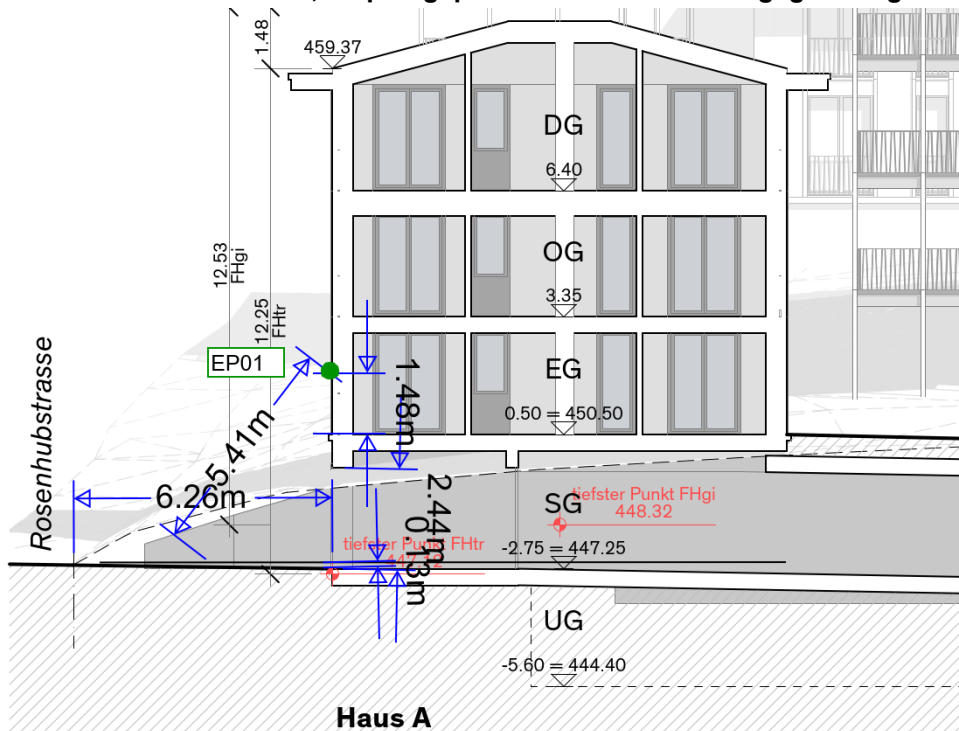 1.48
459.37
DG
6.40
12.53
FHgi
OG
12.25
FHtr
3.35
Rosenhubstrasse
EP01
1.48m
EG
0.50 = 450.50
5.41m
6.26m
2.44m
tiefster Punkt FHgi
448.32
SG
0.13m
tiefster Punkt FHtr
-2.75 = 447.25
UG
-5.60 = 444.40
Haus A